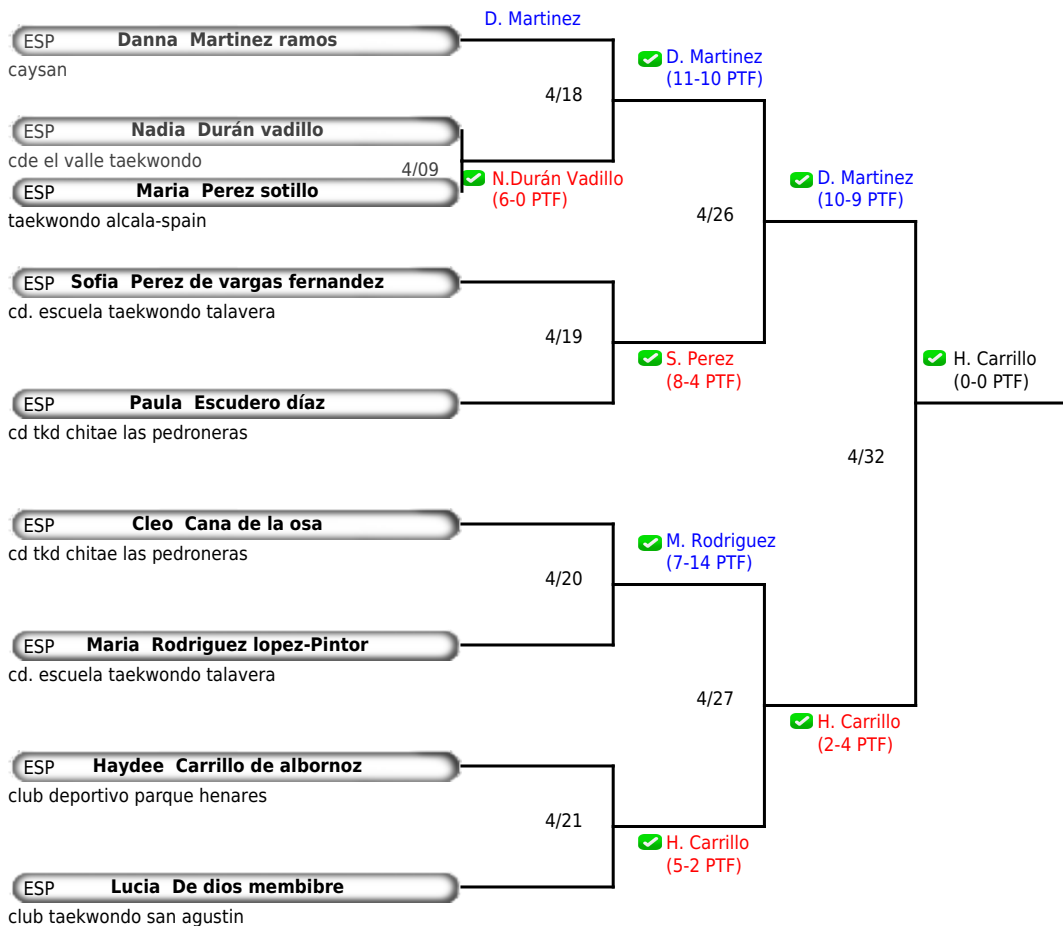 D. Martinez
ESP Danna Martinez ramos
caysan
D. Martinez
(11-10 PTF)
4/18
ESP Nadia Durán vadillo
cde el valle taekwondo
4/09
N.Durán Vadillo
(6-0 PTF)
ESP Maria Perez sotillo
taekwondo alcala-spain
D. Martinez
(10-9 PTF)
4/26
ESP Sofia Perez de vargas fernandez
cd. escuela taekwondo talavera
4/19
S. Perez
(8-4 PTF)
H. Carrillo
(0-0 PTF)
ESP Paula Escudero díaz
cd tkd chitae las pedroneras
4/32
ESP Cleo Cana de la osa
cd tkd chitae las pedroneras
M. Rodriguez
(7-14 PTF)
4/20
ESP Maria Rodriguez lopez-Pintor
cd. escuela taekwondo talavera
4/27
H. Carrillo
(2-4 PTF)
ESP Haydee Carrillo de albornoz
club deportivo parque henares
4/21
H. Carrillo
(5-2 PTF)
ESP Lucia De dios membibre
club taekwondo san agustin